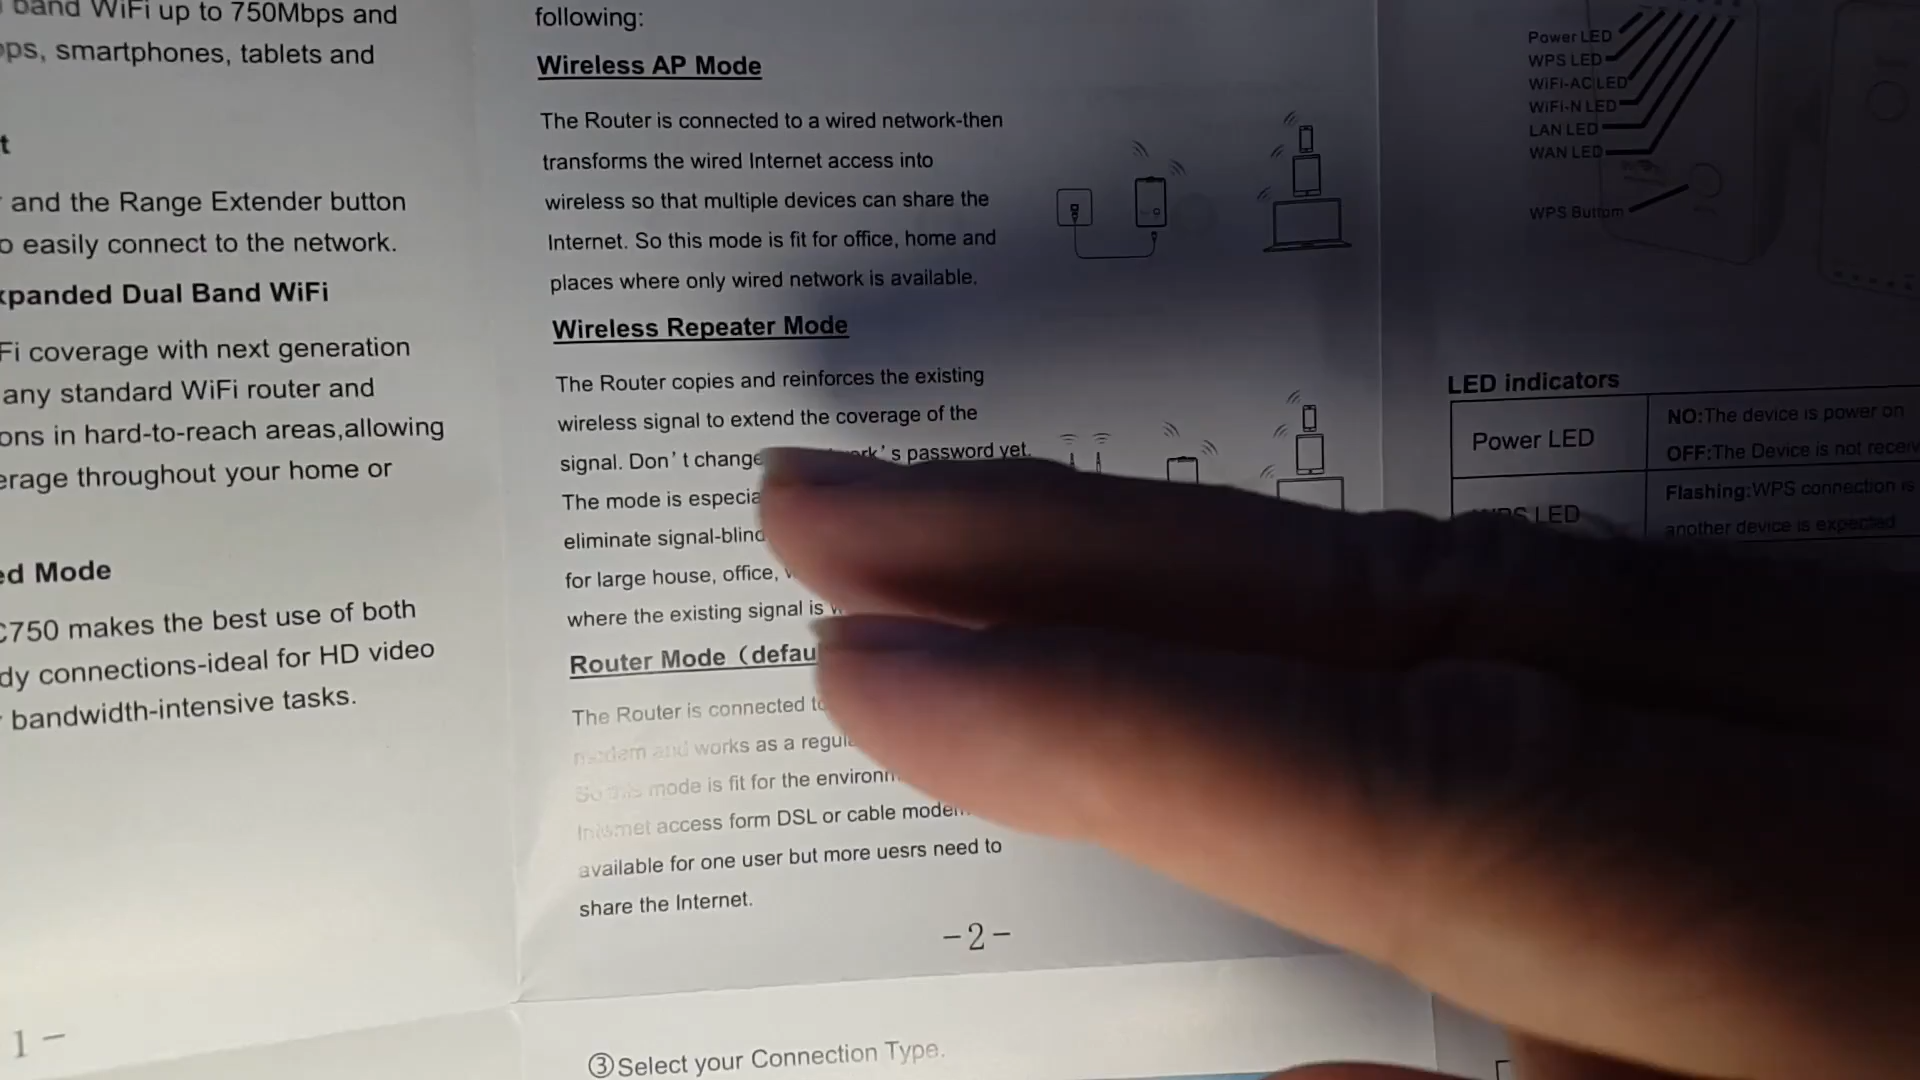 band WiFi up to 750Mbps and
ps, smartphones, tablets and
t
and the Range Extender button
o easily connect to the network.
xpanded Dual Band WiFi
Fi coverage with next generation
any standard WiFi router and
ons in hard-to-reach areas,allowing
erage throughout your home or
ed Mode
C750 makes the best use of both
dy connections-ideal for HD video
bandwidth-intensive tasks.
1 -
following:
Wireless AP Mode
The Router is connected to a wired network-then
transforms the wired Internet access into
wireless so that multiple devices can share the
Internet. So this mode is fit for office, home and
places where only wired network is available.
Wireless Repeater Mode
The Router copies and reinforces the existing
wireless signal to extend the coverage of the
signal. Don't change rk's password yet.
The mode is especia
eliminate signal-blind
for large house, office,
where the existing signal is w
Router Mode (defau
The Router is connected to
modem and works as a regula
So this mode is fit for the environm
Internet access form DSL or cable modem
available for one user but more uesrs need to
share the Internet.
-2-
③Select your Connection Type.
Power LED
WPS LED
WiFi-AC LED
WiFi-N LED
LAN LED
WAN LED
WPS Buttom
LED indicators
Power LED
NO:The device is power on
OFF:The Device is not receiv
WPS LED
Flashing:WPS connection is
another device is expected